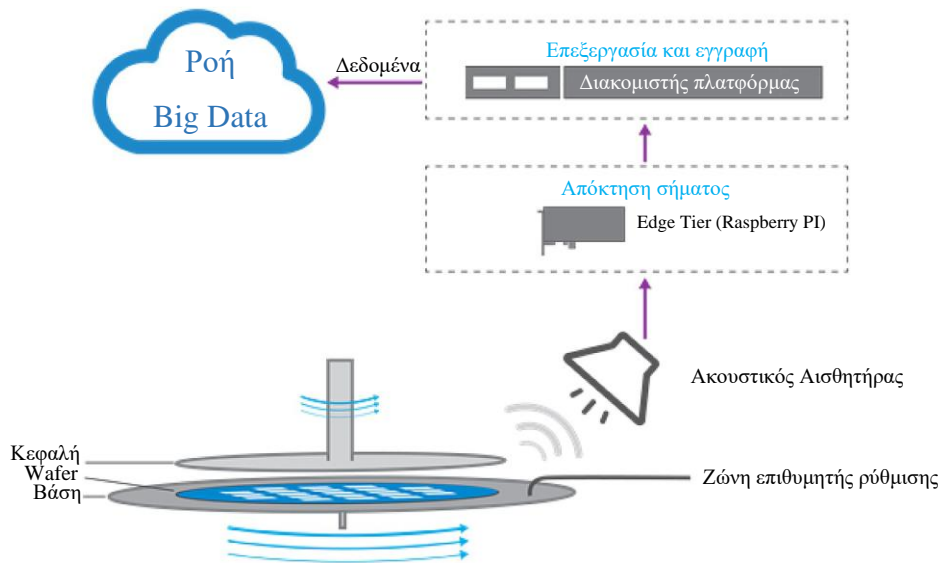 Ροή
Big Data
Δεδομένα
Επεξεργασία και εγγραφή
Διακομιστής πλατφόρμας
Απόκτηση σήματος
Edge Tier (Raspberry PI)
Ακουστικός Αισθητήρας
Κεφαλή
Wafer
Βάση
Ζώνη επιθυμητής ρύθμισης